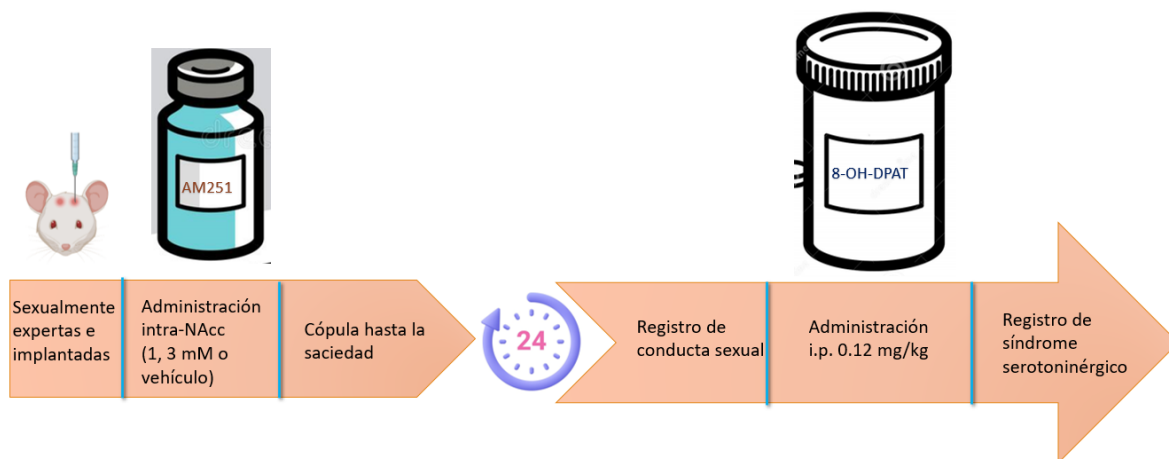 AM251
8-OH-DPAT
Sexualmente
expertas e
implantadas
Administración
intra-NAcc
(1, 3 mM o
vehículo)
Cópula hasta la
saciedad
24
Registro de
conducta sexual
Administración
i.p. 0.12 mg/kg
Registro de
síndrome
serotoninérgico